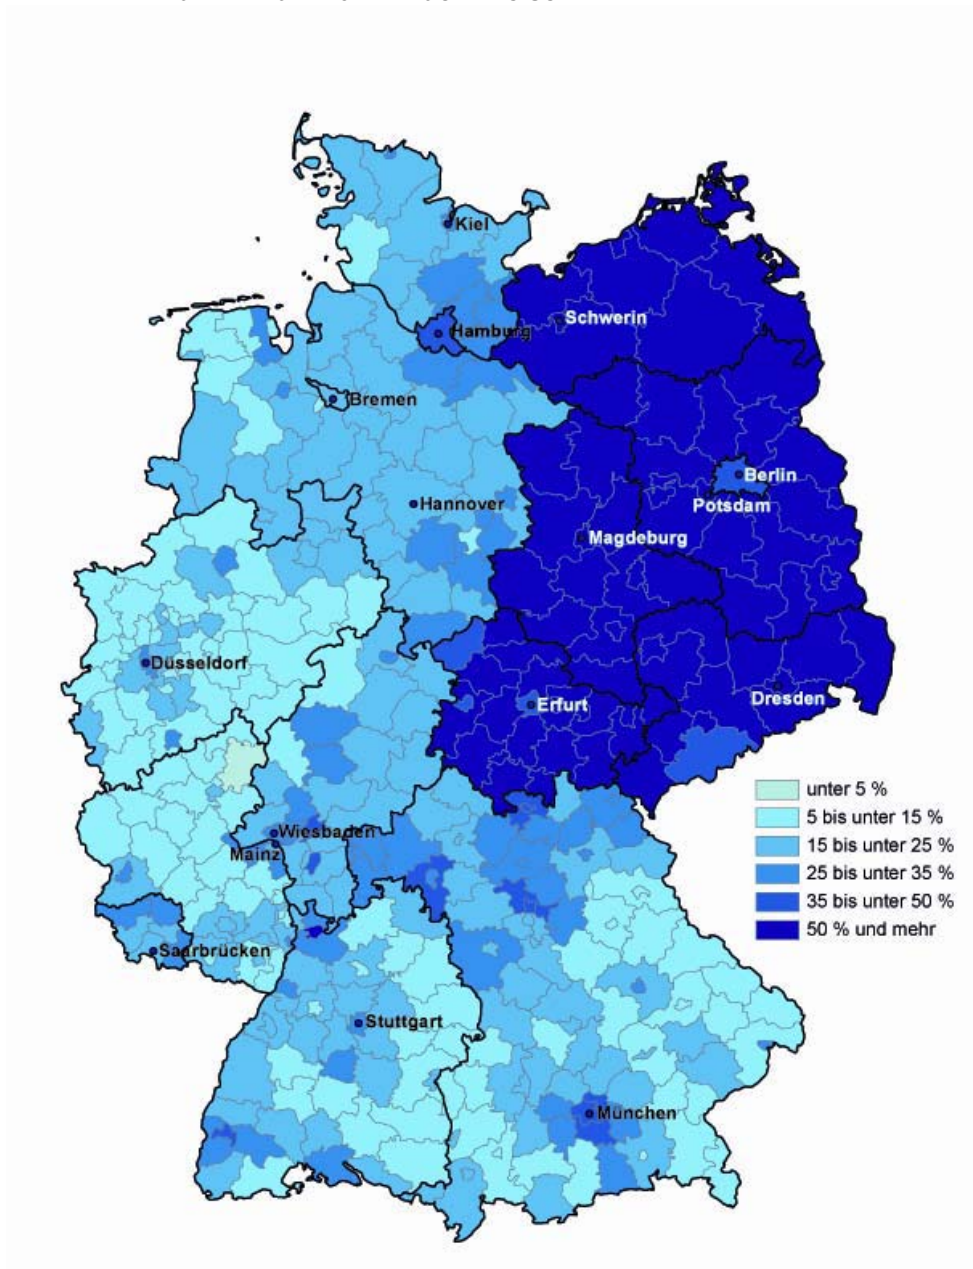 Kiel
Schwerin
Hamburg
Bremen
Berlin
Hannover
Potsdam
Magdeburg
Düsseldorf
Dresden
Erfurt
unter 5 %
5 bis unter 15 %
Wiesbaden
15 bis unter 25 %
Mainz
25 bis unter 35 %
35 bis unter 50 %
50 % und mehr
Saarbrücken
Stuttgart
München